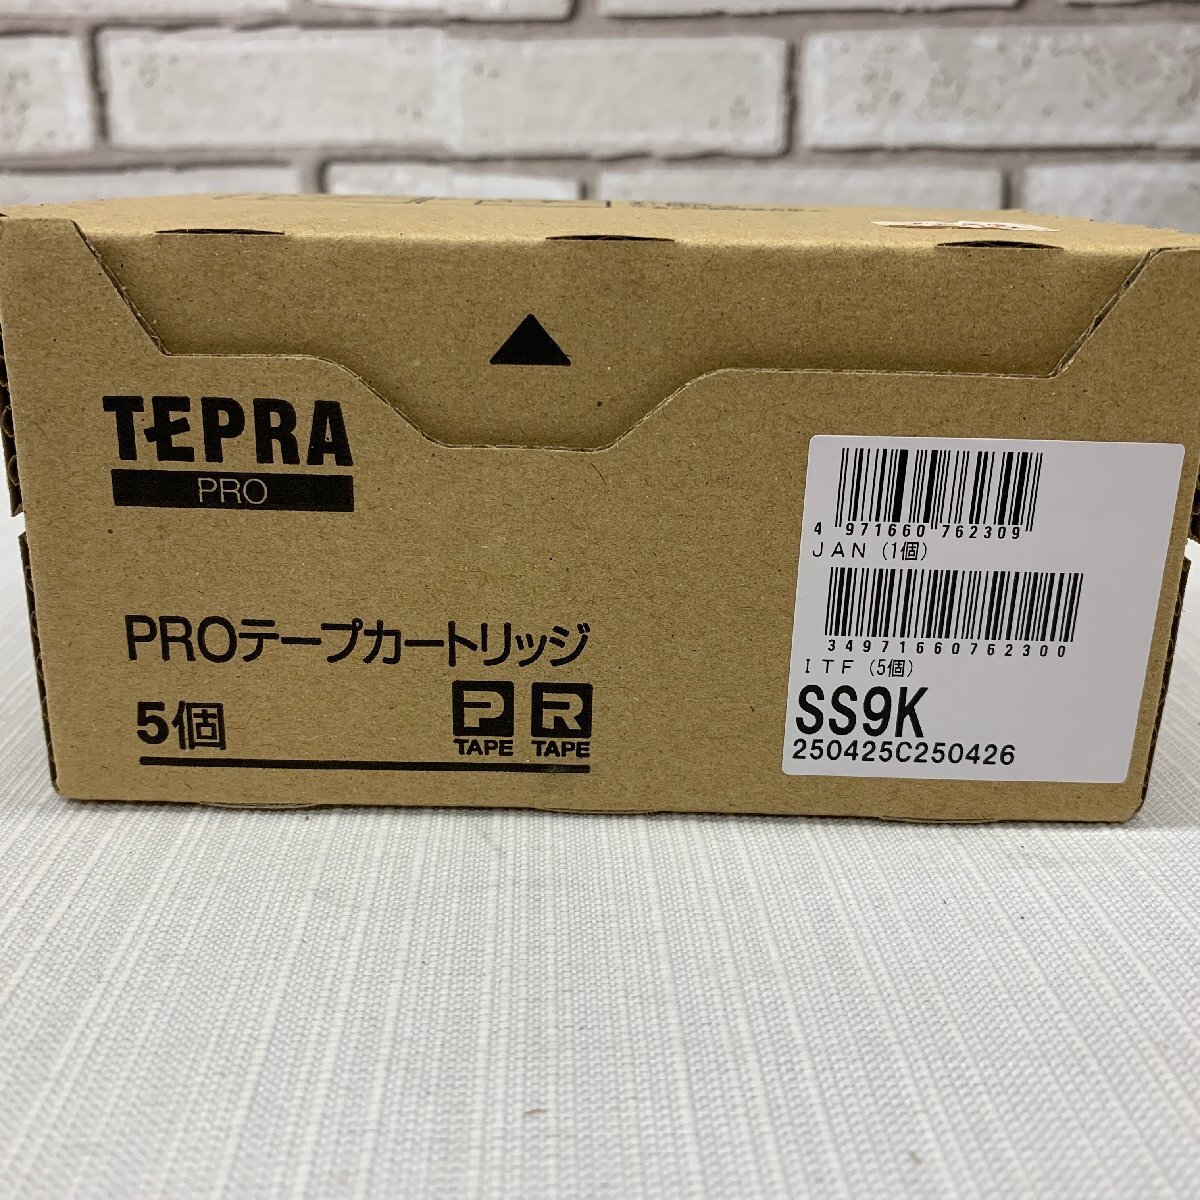 TEPRA
PRO
PROテープカートリッジ
5個
P
TAPE
R
TAPE
4 971660 762309
JAN (1個)
34971660762300
ITF (5個)
SS9K
250425C250426